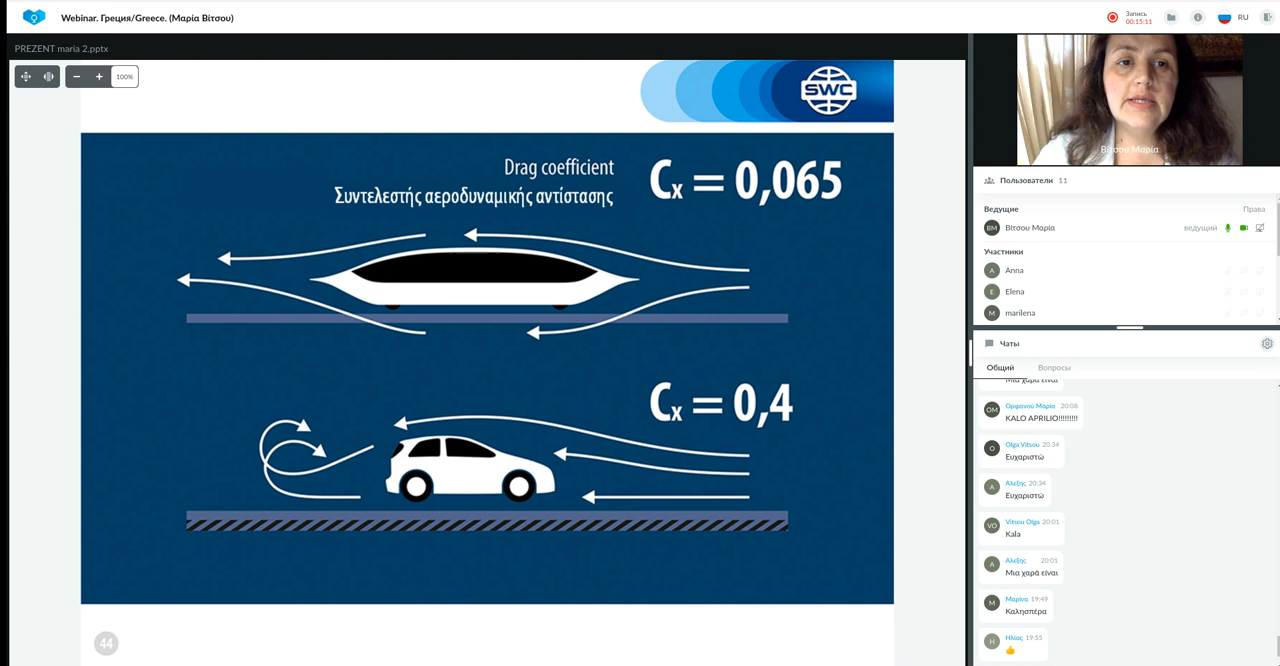 Webinar. Греция/Greece. (Μαρία Βίτσου)
Запись
00:15:11
RU
PREZENT maria 2.pptx
100%
SWC
Drag coefficient
Συντελεστής αεροδυναμικής αντίστασης
Cx = 0,065
Cx = 0,4
44
Βίτσου Μαρία
Пользователи 11
Ведущие Права
ВМ Βίτσου Μαρία ведущий
Участники
A Anna
E Elena
M marilena
Чаты
Общий Вопросы
Μια χαρά είναι
ОМ Ορφανού Μαρία 20:08
KALO APRILIO!!!!!!!!!
O Olga Vitsou 20:34
Ευχαριστώ
Α Αλεξης 20:34
Ευχαριστώ
VO Vitsou Olga 20:01
Kala
Α Αλεξης 20:01
Μια χαρά είναι
Μ Μαρίνα 19:49
Καλησπέρα
Η Ηλίας 19:55
👍